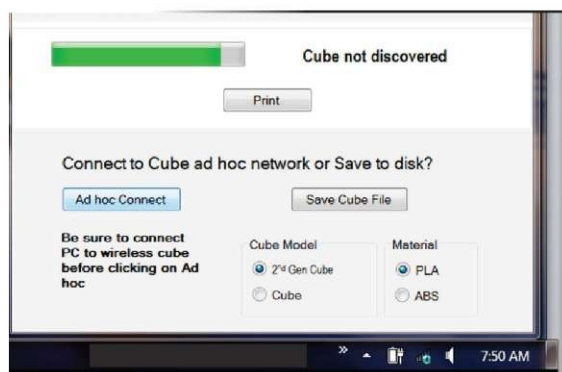 Cube not discovered
Print
Connect to Cube ad hoc network or Save to disk?
Ad hoc Connect
Save Cube File
Be sure to connect
PC to wireless cube
before clicking on Ad
hoc
Cube Model
2nd Gen Cube
Cube
Material
PLA
ABS
» 7:50 AM